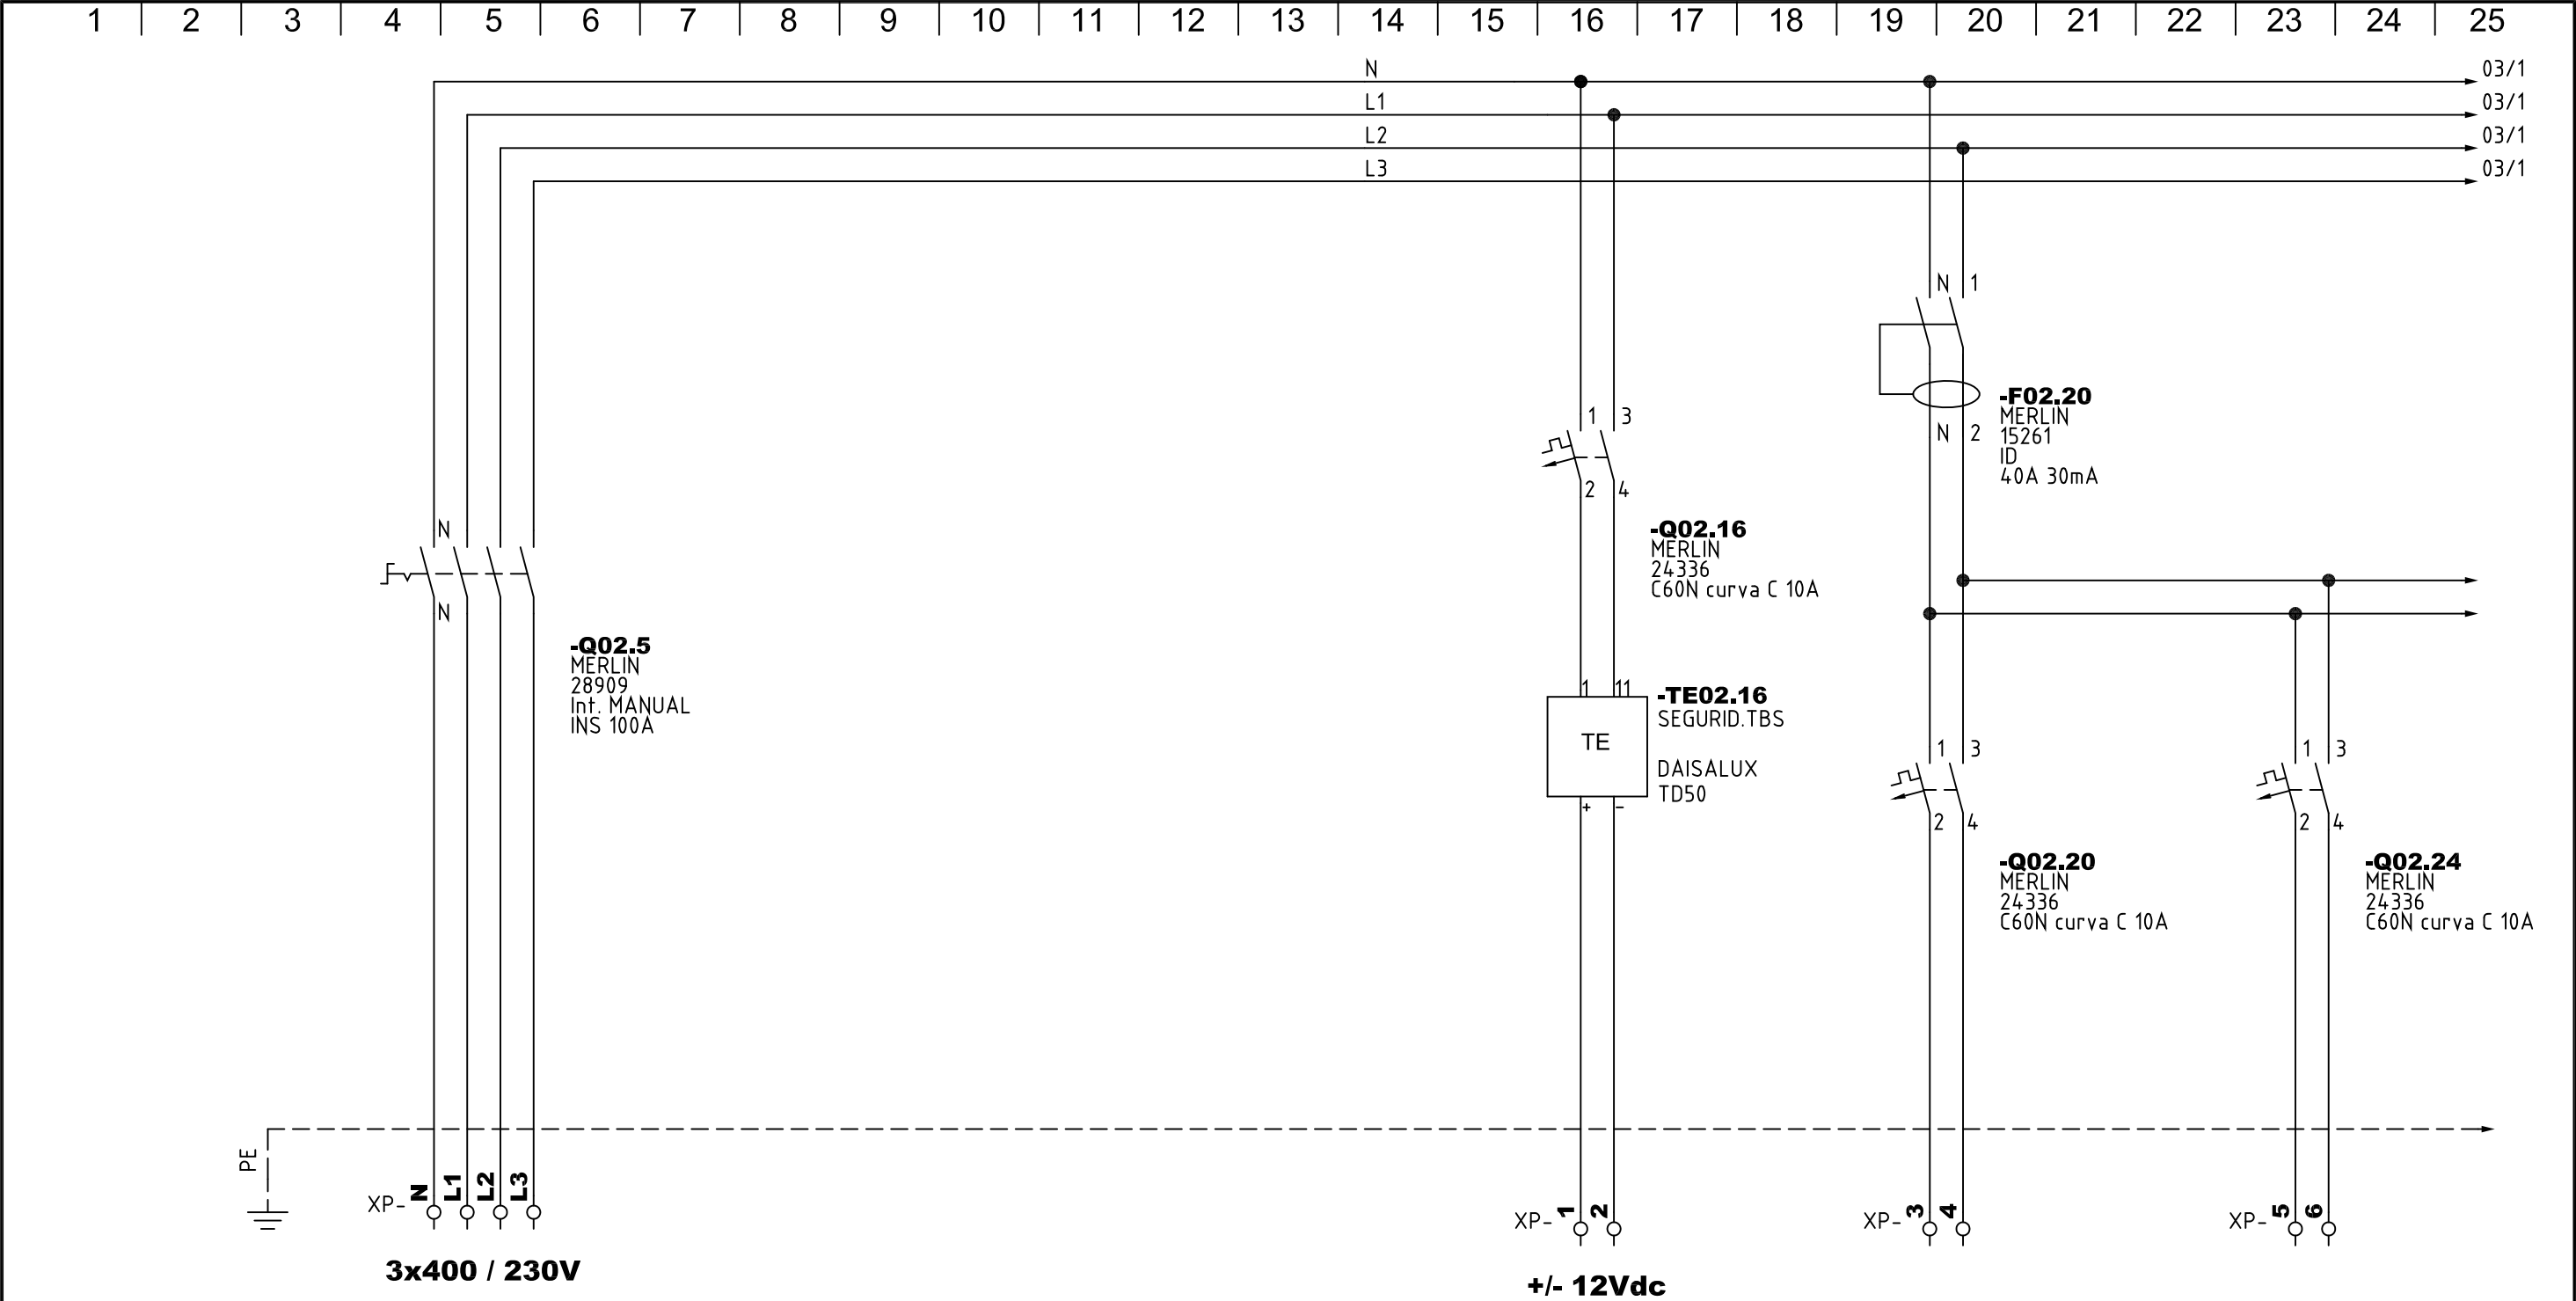 1 2 3 4 5 6 7 8 9 10 11 12 13 14 15 16 17 18 19 20 21 22 23 24 25
N 03/1
L1 03/1
L2 03/1
L3 03/1
N
N
-Q02.5
MERLIN
28909
Int. MANUAL
INS 100A
PE
XP- N L1 L2 L3
3x400 / 230V
1 3
2 4
-Q02.16
MERLIN
24336
C60N curva C 10A
1 11
TE
+ -
-TE02.16
SEGURID.TBS
DAISALUX
TD50
XP- 1 2
+/- 12Vdc
N 1
N 2
-F02.20
MERLIN
15261
ID
40A 30mA
1 3
2 4
-Q02.20
MERLIN
24336
C60N curva C 10A
XP- 3 4
1 3
2 4
-Q02.24
MERLIN
24336
C60N curva C 10A
XP- 5 6